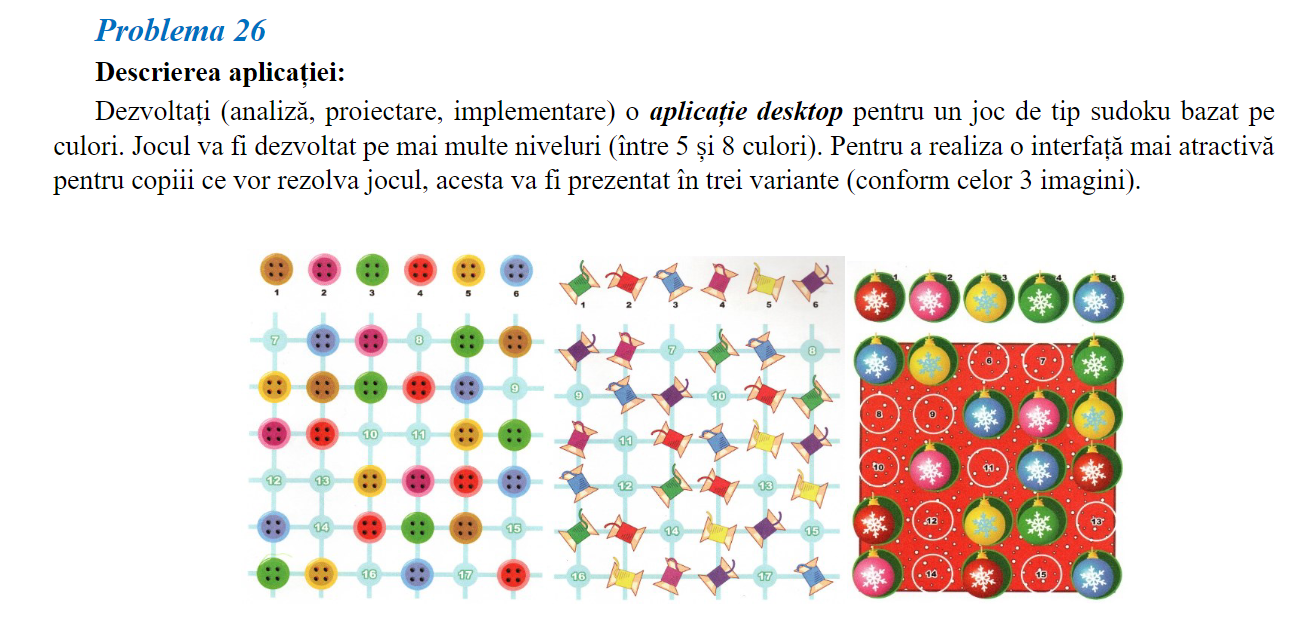 Problema 26
Descrierea aplicației:
Dezvoltați (analiză, proiectare, implementare) o aplicație desktop pentru un joc de tip sudoku bazat pe
culori. Jocul va fi dezvoltat pe mai multe niveluri (între 5 și 8 culori). Pentru a realiza o interfață mai atractivă
pentru copiii ce vor rezolva jocul, acesta va fi prezentat în trei variante (conform celor 3 imagini).
1 2 3 4 5 6
7 8
9
10 11
12 13
14 15
16 17
1 2 3 4 5 6
7 8
9 10
11
12 13
14 15
16 17
1 2 3 4 5
6 7
8 9
10 11
12 13
14 15